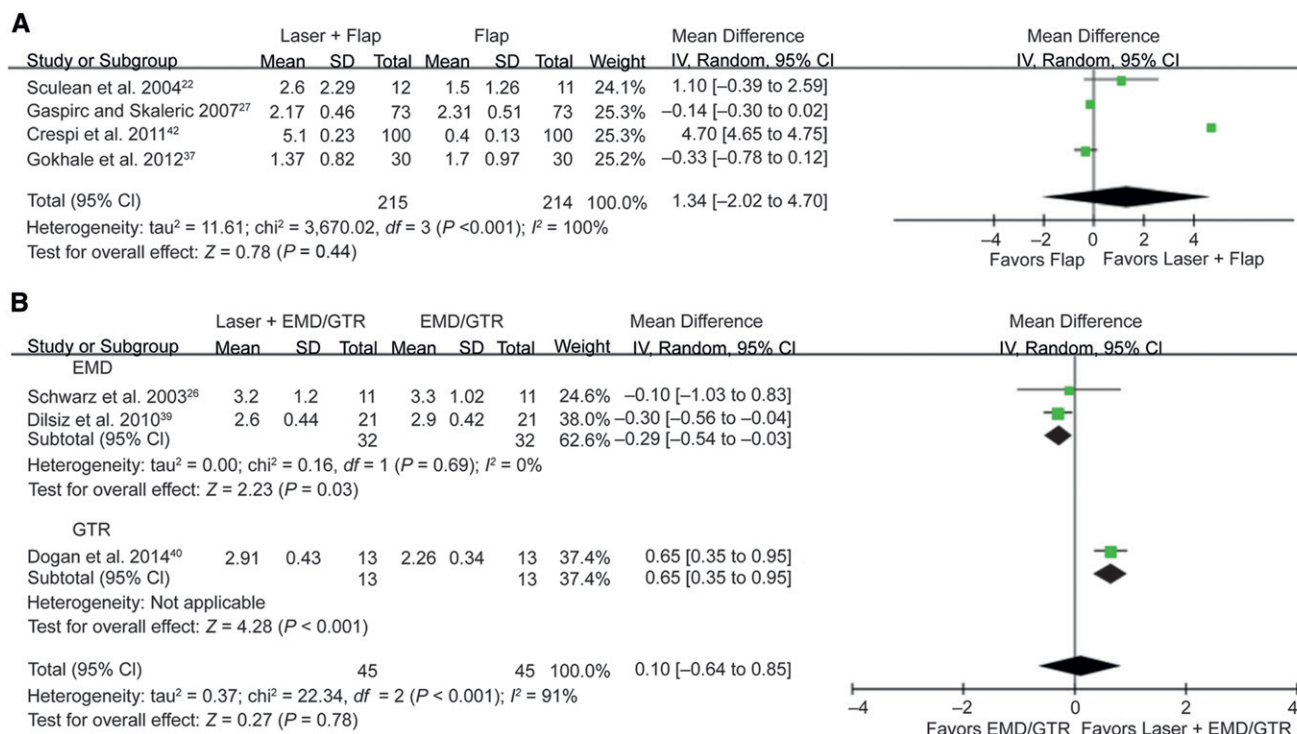 A
Laser + Flap Flap Mean Difference Mean Difference
Study or Subgroup Mean SD Total Mean SD Total Weight IV, Random, 95% CI IV, Random, 95% CI
Sculean et al. 2004²² 2.6 2.29 12 1.5 1.26 11 24.1% 1.10 [–0.39 to 2.59]
Gaspirc and Skaleric 2007²⁷ 2.17 0.46 73 2.31 0.51 73 25.3% –0.14 [–0.30 to 0.02]
Crespi et al. 2011⁴² 5.1 0.23 100 0.4 0.13 100 25.3% 4.70 [4.65 to 4.75]
Gokhale et al. 2012³⁷ 1.37 0.82 30 1.7 0.97 30 25.2% –0.33 [–0.78 to 0.12]
Total (95% CI) 215 214 100.0% 1.34 [–2.02 to 4.70]
Heterogeneity: tau² = 11.61; chi² = 3,670.02, df = 3 (P <0.001); I² = 100%
Test for overall effect: Z = 0.78 (P = 0.44)
–4 –2 0 2 4
Favors Flap Favors Laser + Flap
B
Laser + EMD/GTR EMD/GTR Mean Difference Mean Difference
Study or Subgroup Mean SD Total Mean SD Total Weight IV, Random, 95% CI IV, Random, 95% CI
EMD
Schwarz et al. 2003²⁶ 3.2 1.2 11 3.3 1.02 11 24.6% –0.10 [–1.03 to 0.83]
Dilsiz et al. 2010³⁹ 2.6 0.44 21 2.9 0.42 21 38.0% –0.30 [–0.56 to –0.04]
Subtotal (95% CI) 32 32 62.6% –0.29 [–0.54 to –0.03]
Heterogeneity: tau² = 0.00; chi² = 0.16, df = 1 (P = 0.69); I² = 0%
Test for overall effect: Z = 2.23 (P = 0.03)
GTR
Dogan et al. 2014⁴⁰ 2.91 0.43 13 2.26 0.34 13 37.4% 0.65 [0.35 to 0.95]
Subtotal (95% CI) 13 13 37.4% 0.65 [0.35 to 0.95]
Heterogeneity: Not applicable
Test for overall effect: Z = 4.28 (P < 0.001)
Total (95% CI) 45 45 100.0% 0.10 [–0.64 to 0.85]
Heterogeneity: tau² = 0.37; chi² = 22.34, df = 2 (P < 0.001); I² = 91%
Test for overall effect: Z = 0.27 (P = 0.78)
–4 –2 0 2 4
Favors EMD/GTR Favors Laser + EMD/GTR